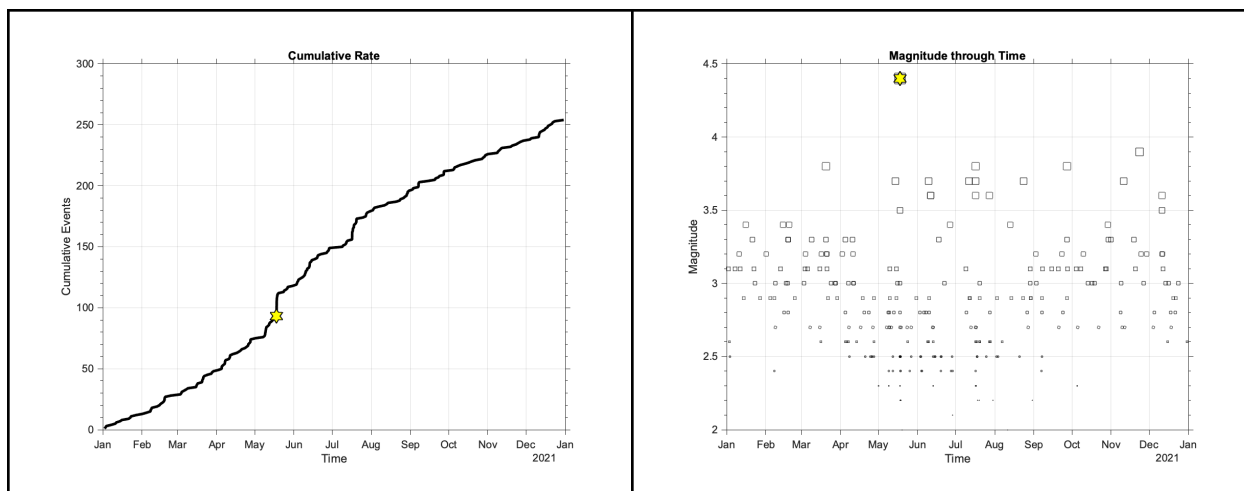 Cumulative Rate
300
250
200
150
100
50
0
Cumulative Events
Jan Feb Mar Apr May Jun Jul Aug Sep Oct Nov Dec Jan
Time
2021
Magnitude through Time
4.5
4
3.5
3
2.5
2
Magnitude
Jan Feb Mar Apr May Jun Jul Aug Sep Oct Nov Dec Jan
Time
2021